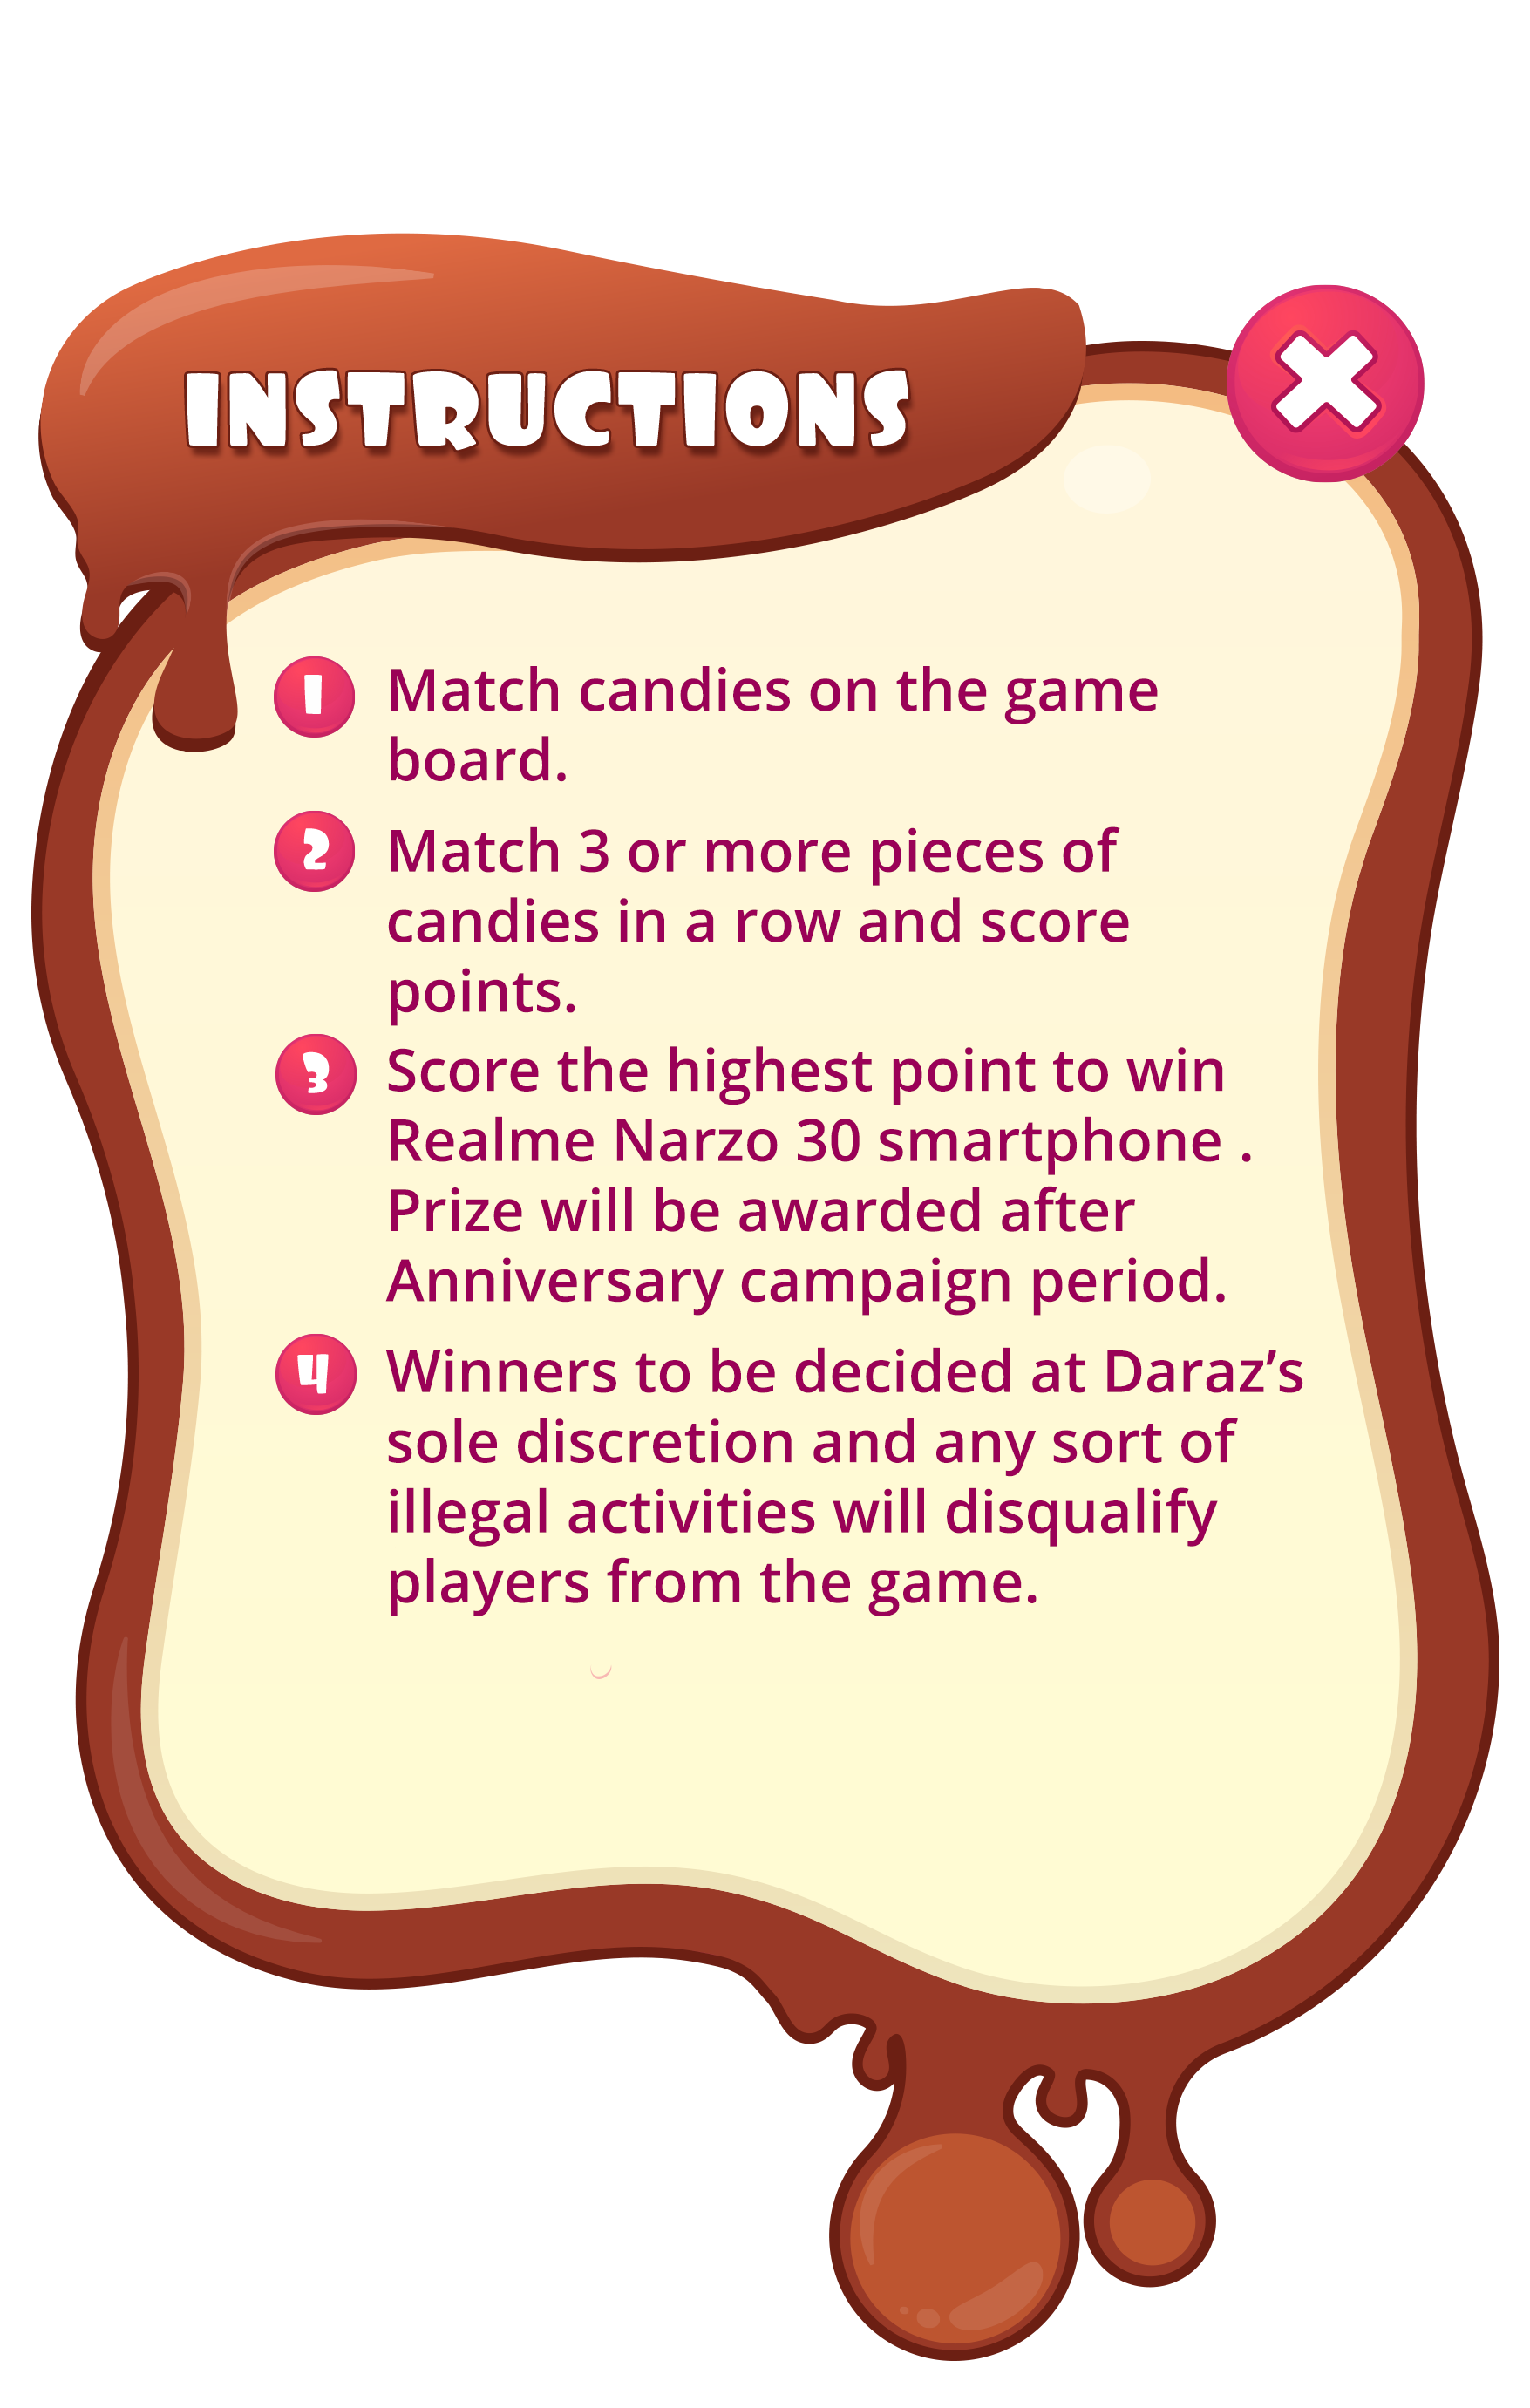 INSTRUCTIONS
1 Match candies on the game
board.
2 Match 3 or more pieces of
candies in a row and score
points.
3 Score the highest point to win
Realme Narzo 30 smartphone .
Prize will be awarded after
Anniversary campaign period.
4 Winners to be decided at Daraz’s
sole discretion and any sort of
illegal activities will disqualify
players from the game.